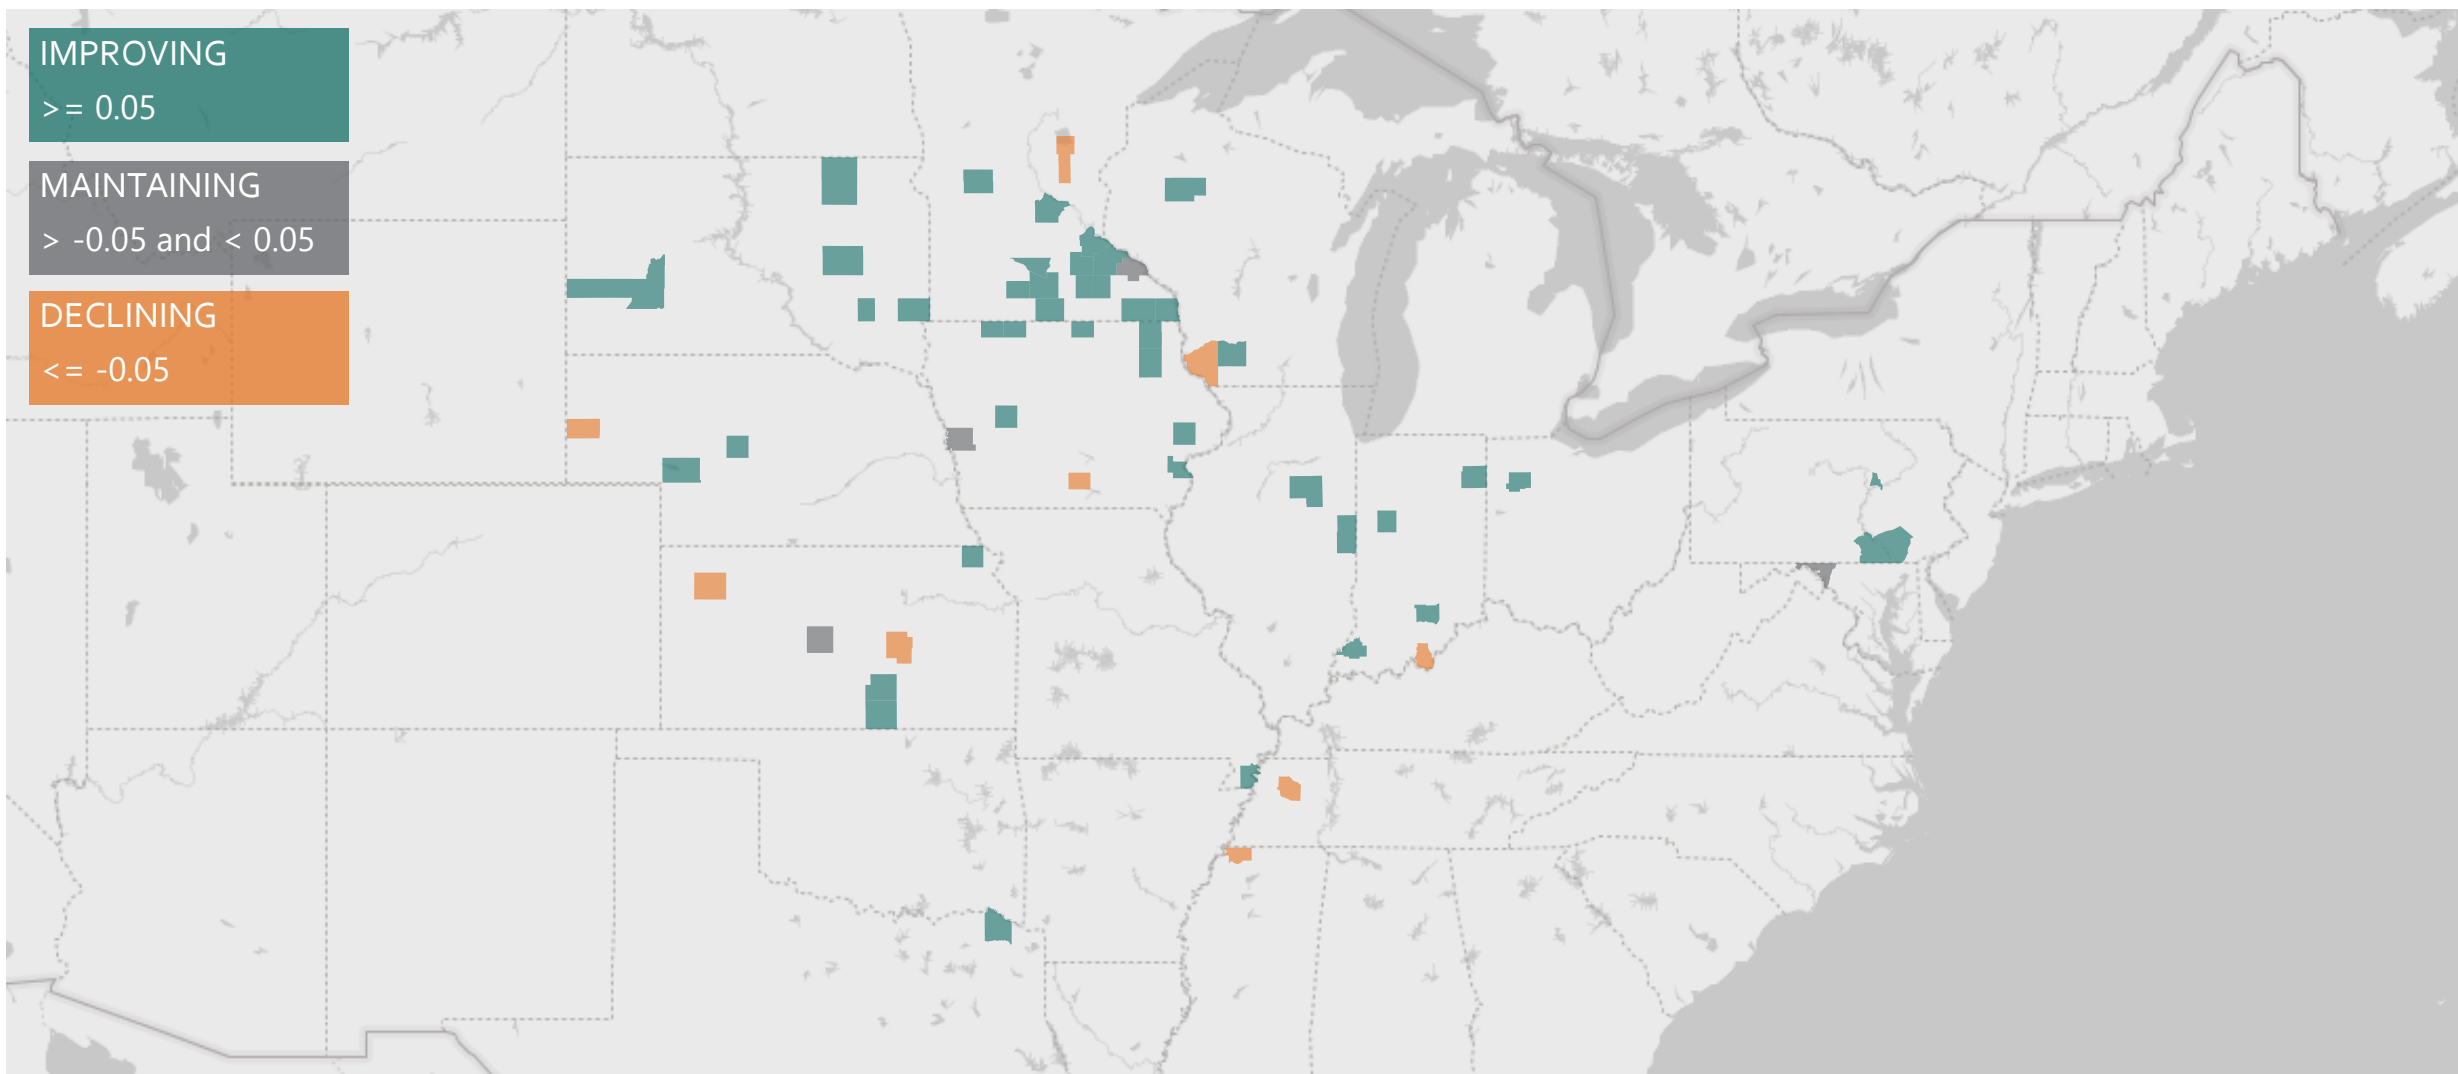 IMPROVING
>= 0.05
MAINTAINING
> -0.05 and < 0.05
DECLINING
<= -0.05